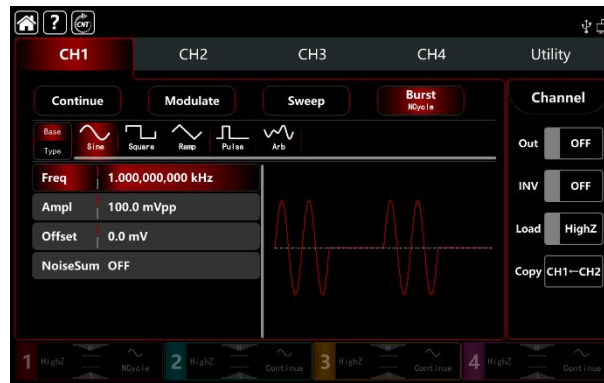 ? CNT
CH1 CH2 CH3 CH4 Utility
Continue Modulate Sweep Burst
NCycle
Channel
Base
Type Sine Square Ramp Pulse Arb
Out OFF
Freq 1.000,000,000 kHz
INV OFF
Ampl 100.0 mVpp
Offset 0.0 mV
Load HighZ
NoiseSum OFF
Copy CH1←CH2
1 HighZ NCycle 2 HighZ Continue 3 HighZ Continue 4 HighZ Continue